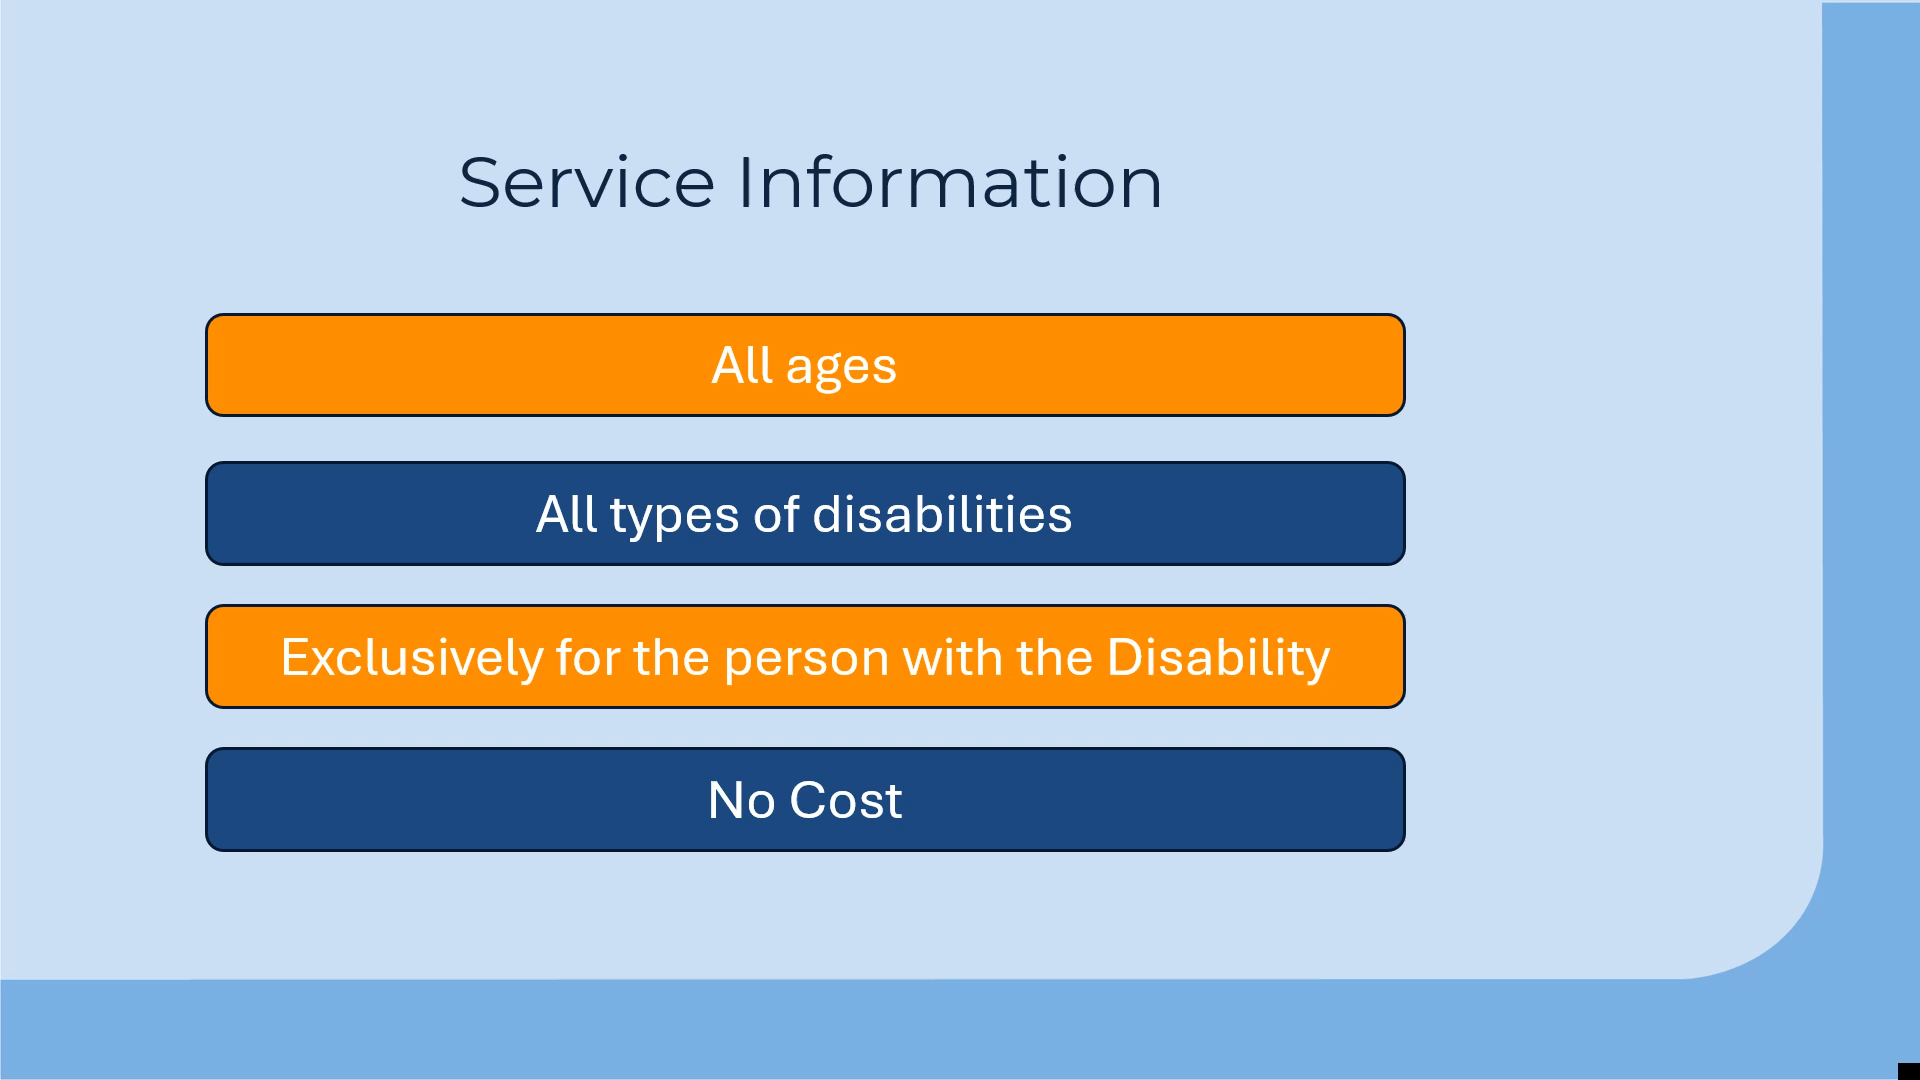 Service Information
All ages
All types of disabilities
Exclusively for the person with the Disability
No Cost